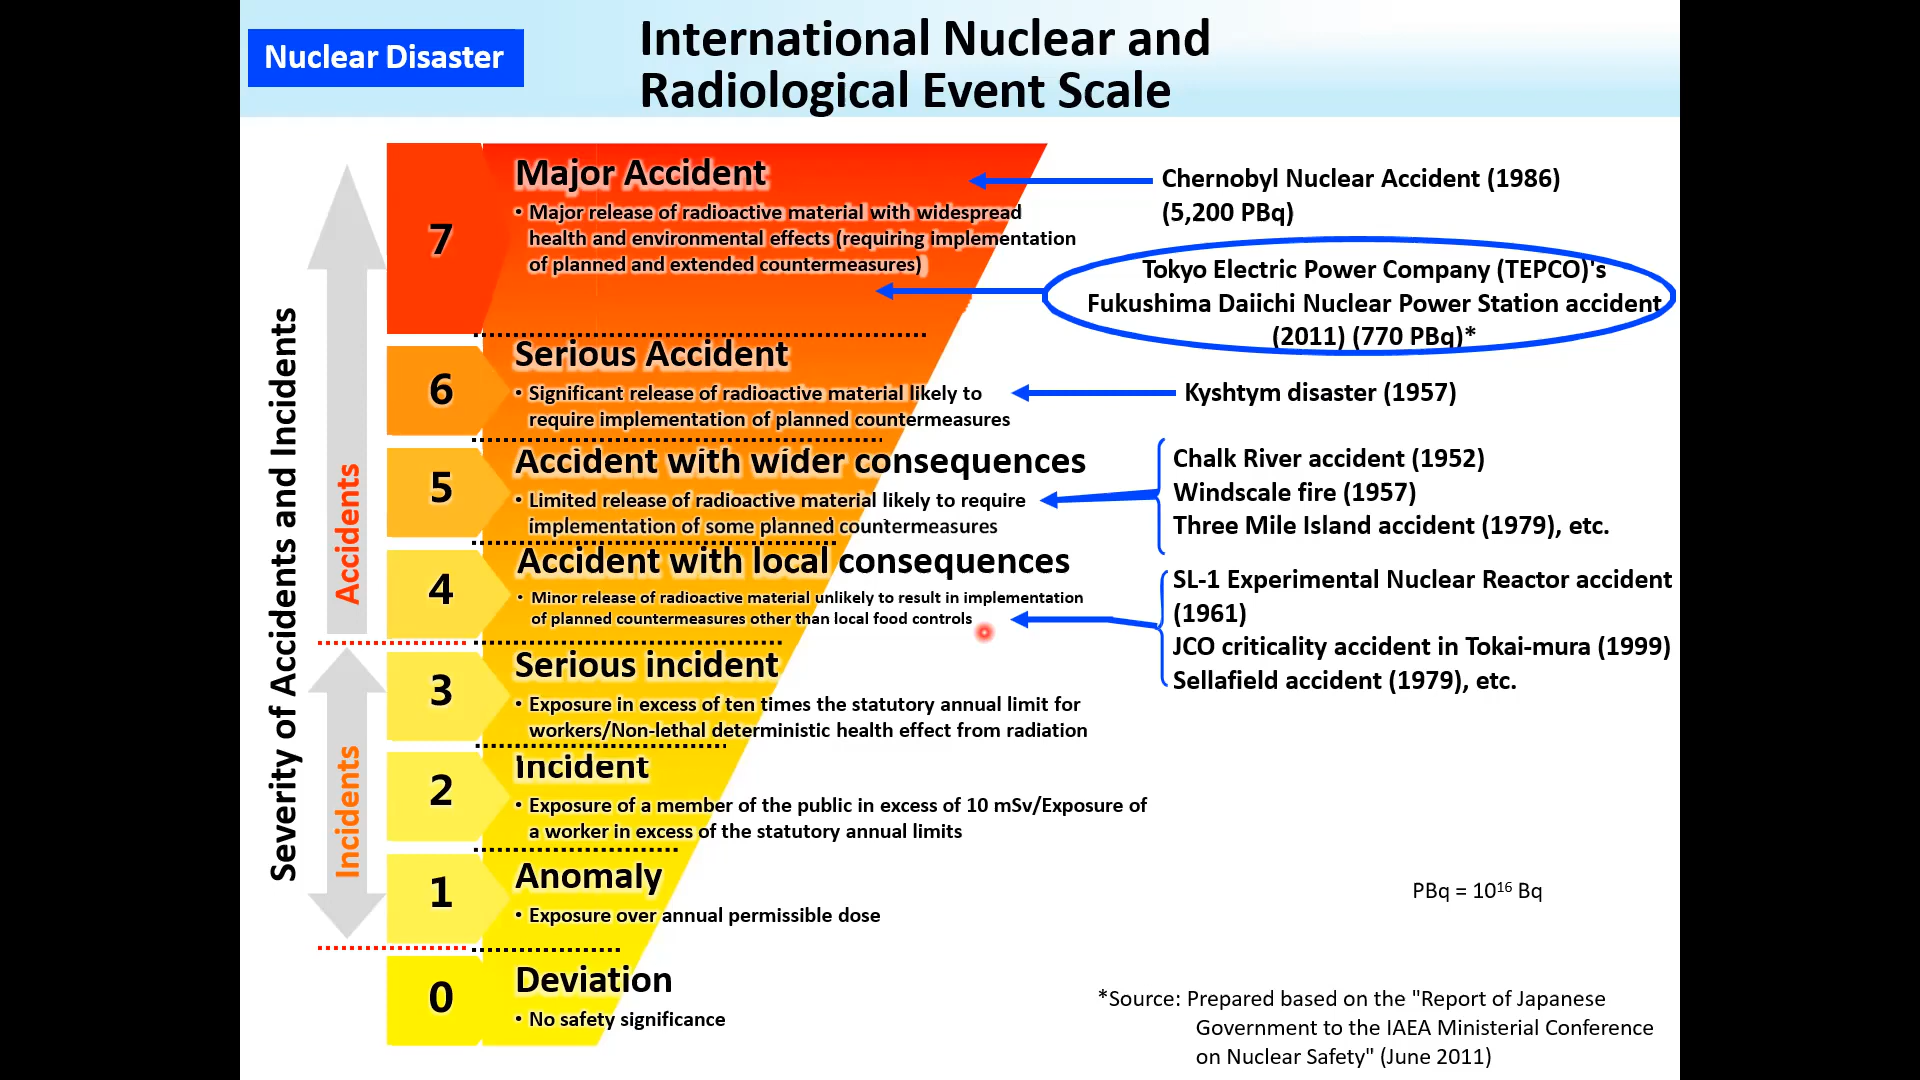 Nuclear Disaster
International Nuclear and
Radiological Event Scale
Severity of Accidents and Incidents
Accidents
Incidents
7
Major Accident
• Major release of radioactive material with widespread
health and environmental effects (requiring implementation
of planned and extended countermeasures)
Chernobyl Nuclear Accident (1986)
(5,200 PBq)
Tokyo Electric Power Company (TEPCO)'s
Fukushima Daiichi Nuclear Power Station accident
(2011) (770 PBq)*
6
Serious Accident
• Significant release of radioactive material likely to
require implementation of planned countermeasures
Kyshtym disaster (1957)
5
Accident with wider consequences
• Limited release of radioactive material likely to require
implementation of some planned countermeasures
Chalk River accident (1952)
Windscale fire (1957)
Three Mile Island accident (1979), etc.
4
Accident with local consequences
• Minor release of radioactive material unlikely to result in implementation
of planned countermeasures other than local food controls
SL-1 Experimental Nuclear Reactor accident
(1961)
JCO criticality accident in Tokai-mura (1999)
Sellafield accident (1979), etc.
3
Serious incident
• Exposure in excess of ten times the statutory annual limit for
workers/Non-lethal deterministic health effect from radiation
2
Incident
• Exposure of a member of the public in excess of 10 mSv/Exposure of
a worker in excess of the statutory annual limits
1
Anomaly
• Exposure over annual permissible dose
PBq = 10¹⁶ Bq
0
Deviation
• No safety significance
*Source: Prepared based on the "Report of Japanese
Government to the IAEA Ministerial Conference
on Nuclear Safety" (June 2011)